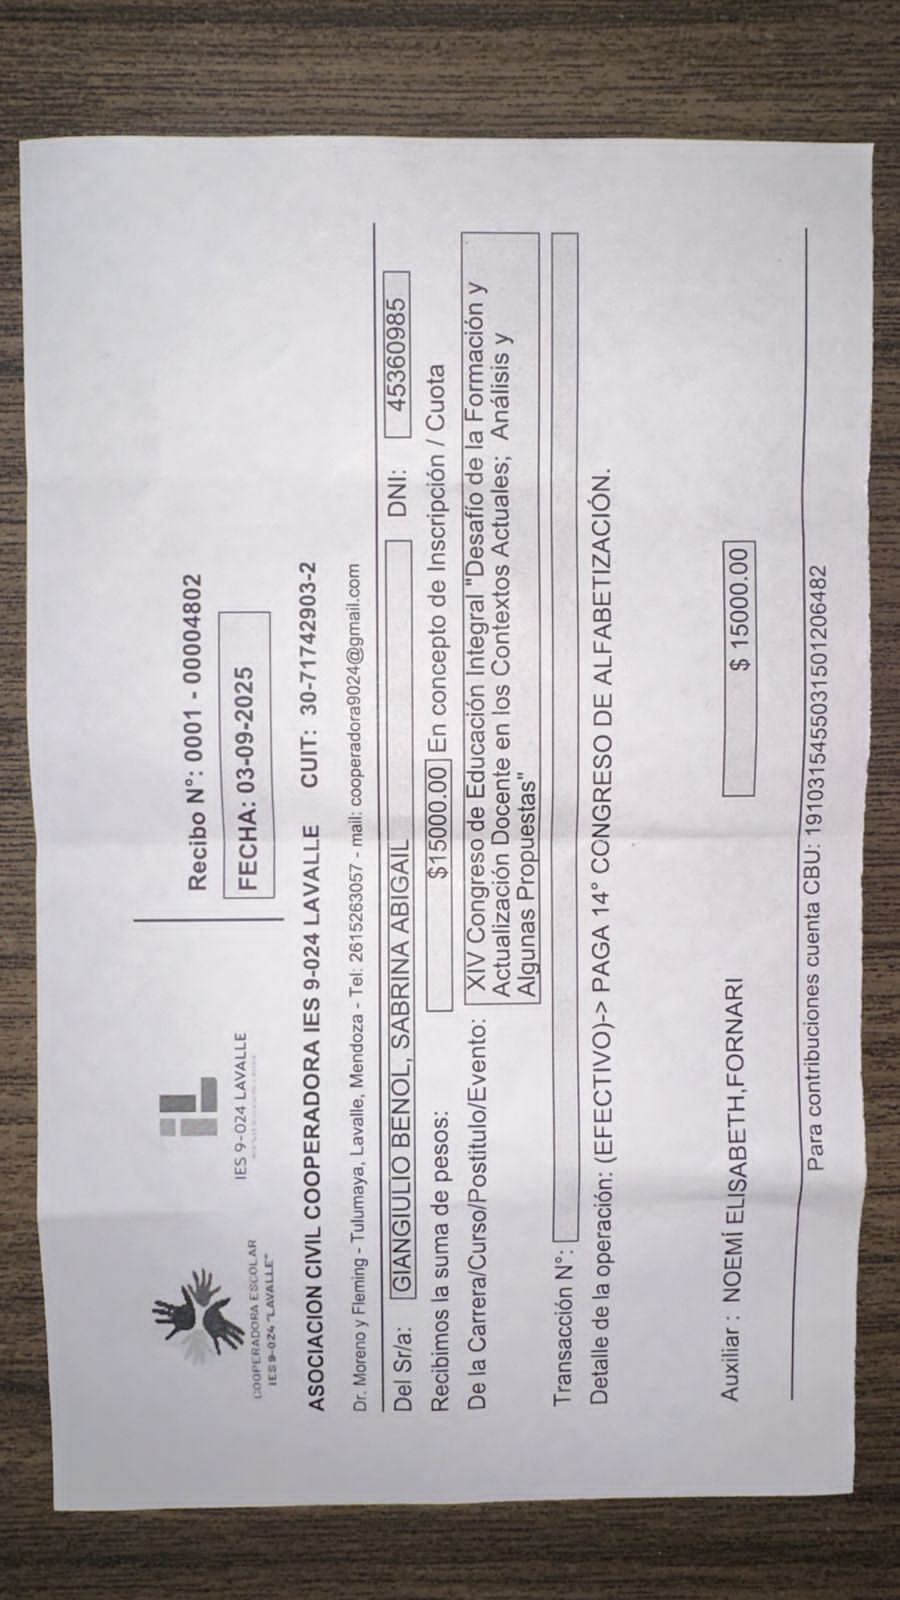 COOPERADORA ESCOLAR
IES 9-024 "LAVALLE"
iL
IES 9-024 LAVALLE
Recibo N°: 0001 - 00004802
FECHA: 03-09-2025
ASOCIACION CIVIL COOPERADORA IES 9-024 LAVALLE CUIT: 30-71742903-2
Dr. Moreno y Fleming - Tulumaya, Lavalle, Mendoza - Tel: 2615263057 - mail: cooperadora9024@gmail.com
Del Sr/a: GIANGIULIO BENOL, SABRINA ABIGAIL DNI: 45360985
Recibimos la suma de pesos: $15000.00 En concepto de Inscripción / Cuota
De la Carrera/Curso/Postitulo/Evento: XIV Congreso de Educación Integral "Desafío de la Formación y
Actualización Docente en los Contextos Actuales; Análisis y
Algunas Propuestas"
Transacción N°:
Detalle de la operación: (EFECTIVO)-> PAGA 14° CONGRESO DE ALFABETIZACIÓN.
Auxiliar : NOEMÍ ELISABETH,FORNARI $ 15000.00
Para contribuciones cuenta CBU: 1910315455031501206482